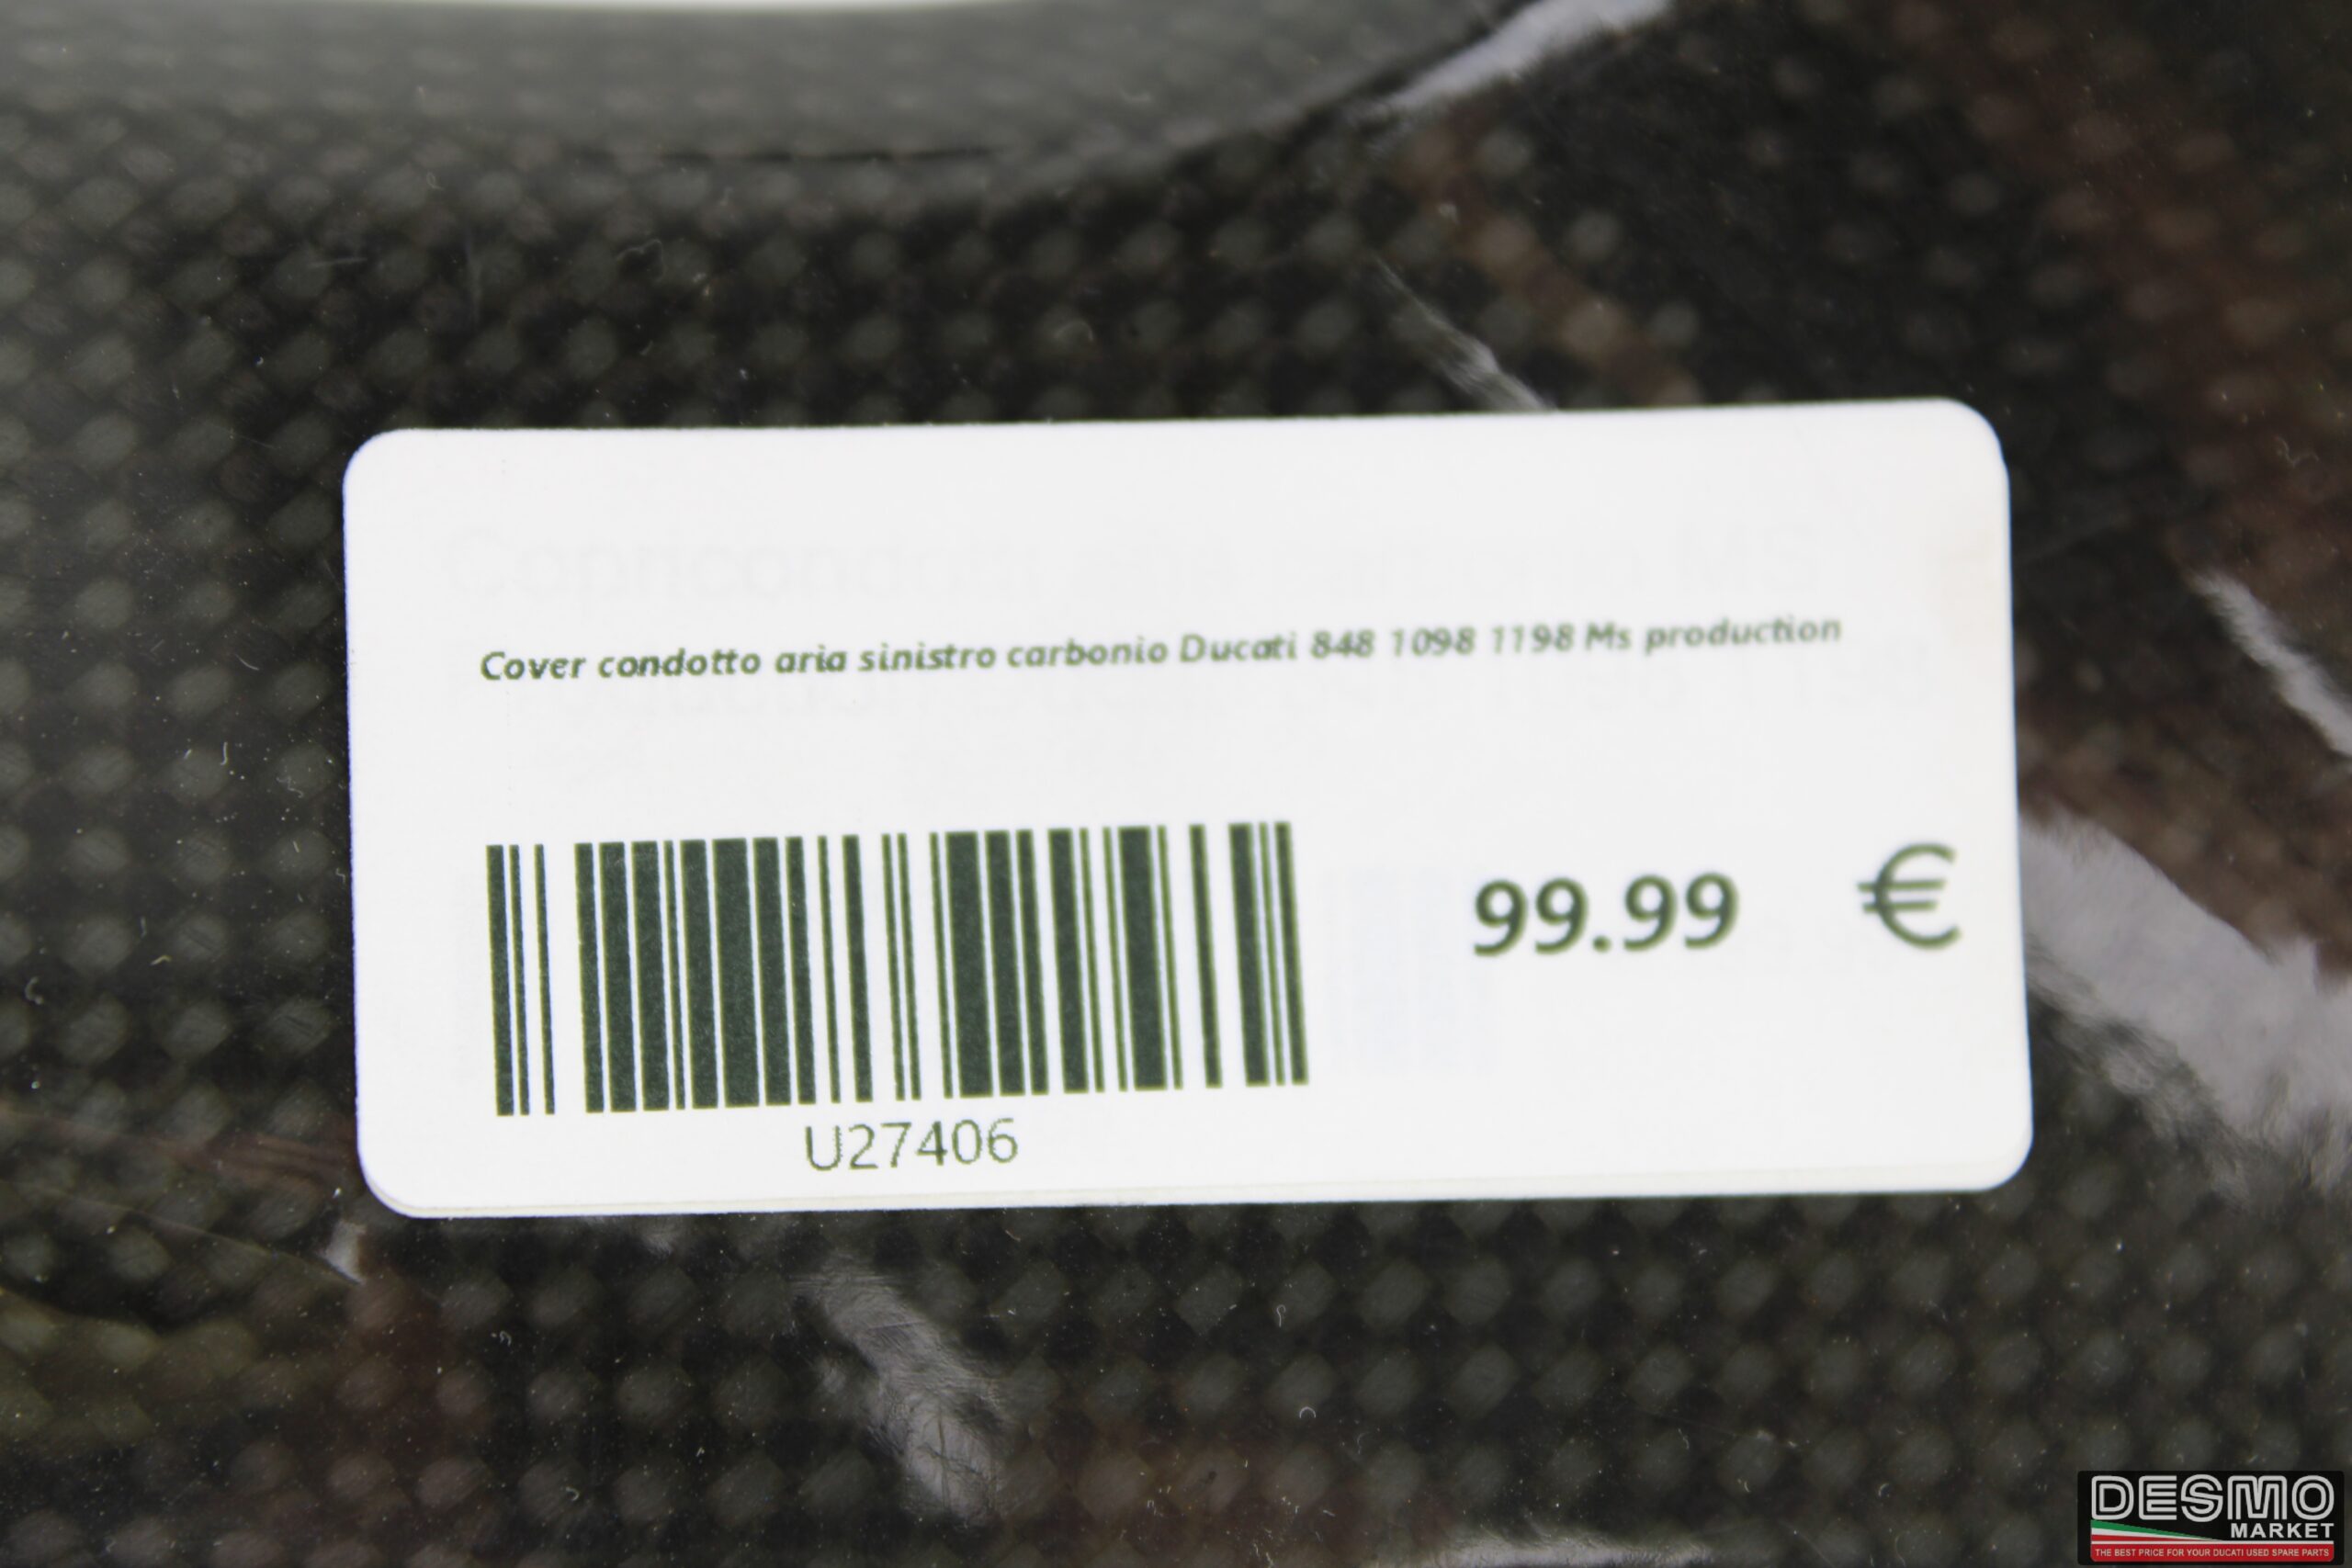 Cover condotto aria sinistro carbonio Ducati 848 1098 1198 Ms production
99.99 €
U27406
DESMO
MARKET
THE BEST PRICE FOR YOUR DUCATI USED SPARE PARTS